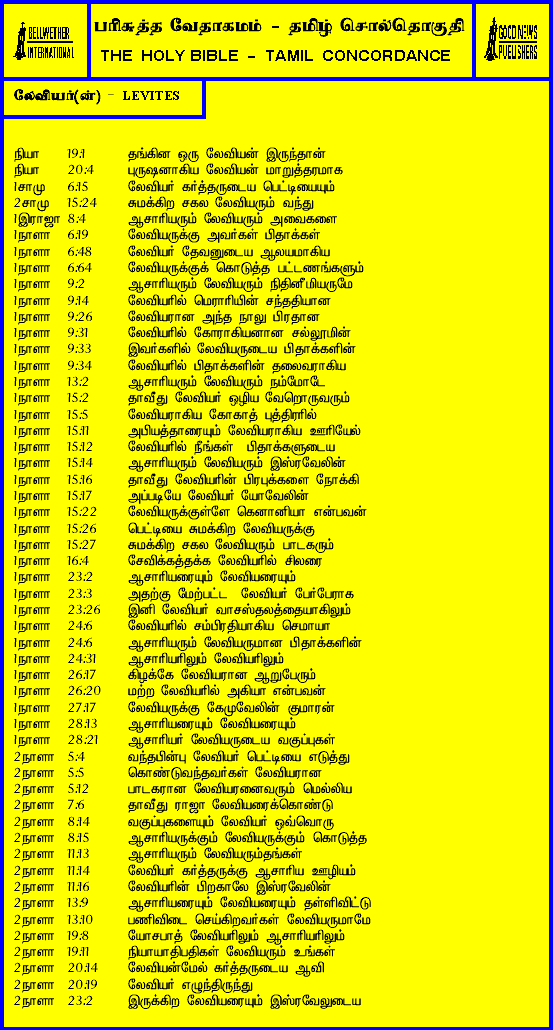 BELLWETHER
INTERNATIONAL
பரிசுத்த வேதாகமம் - தமிழ் சொல்தொகுதி
THE HOLY BIBLE - TAMIL CONCORDANCE
GOOD NEWS
PUBLISHERS
லேவியர்(ன்) - LEVITES
நியா 19:1 தங்கின ஒரு லேவியன் இருந்தான்
நியா 20:4 புருஷனாகிய லேவியன் மாறுத்தரமாக
1சாமு 6:15 லேவியர் கர்த்தருடைய பெட்டியையும்
2சாமு 15:24 சுமக்கிற சகல லேவியரும் வந்து
1இராஜா 8:4 ஆசாரியரும் லேவியரும் அவைகளை
1நாளா 6:19 லேவியருக்கு அவர்கள் பிதாக்கள்
1நாளா 6:48 லேவியர் தேவனுடைய ஆலயமாகிய
1நாளா 6:64 லேவியருக்குக் கொடுத்த பட்டணங்களும்
1நாளா 9:2 ஆசாரியரும் லேவியரும் நிதினீமியருமே
1நாளா 9:14 லேவியரில் மெராரியின் சந்ததியான
1நாளா 9:26 லேவியரான அந்த நாலு பிரதான
1நாளா 9:31 லேவியரில் கோராகியனான சல்லூமின்
1நாளா 9:33 இவர்களில் லேவியருடைய பிதாக்களின்
1நாளா 9:34 லேவியரில் பிதாக்களின் தலைவராகிய
1நாளா 13:2 ஆசாரியரும் லேவியரும் நம்மோடே
1நாளா 15:2 தாவீது லேவியர் ஒழிய வேறொருவரும்
1நாளா 15:5 லேவியராகிய கோகாத் புத்திரரில்
1நாளா 15:11 அபியத்தாரையும் லேவியராகிய ஊரியேல்
1நாளா 15:12 லேவியரில் நீங்கள் பிதாக்களுடைய
1நாளா 15:14 ஆசாரியரும் லேவியரும் இஸ்ரவேலின்
1நாளா 15:16 தாவீது லேவியரின் பிரபுக்களை நோக்கி
1நாளா 15:17 அப்படியே லேவியர் யோவேலின்
1நாளா 15:22 லேவியருக்குள்ளே கெனானியா என்பவன்
1நாளா 15:26 பெட்டியை சுமக்கிற லேவியருக்கு
1நாளா 15:27 சுமக்கிற சகல லேவியரும் பாடகரும்
1நாளா 16:4 சேவிக்கத்தக்க லேவியரில் சிலரை
1நாளா 23:2 ஆசாரியரையும் லேவியரையும்
1நாளா 23:3 அதற்கு மேற்பட்ட லேவியர் பேர்பேராக
1நாளா 23:26 இனி லேவியர் வாசஸ்தலத்தையாகிலும்
1நாளா 24:6 லேவியரில் சம்பிரதியாகிய செமாயா
1நாளா 24:6 ஆசாரியரும் லேவியருமான பிதாக்களின்
1நாளா 24:31 ஆசாரியரிலும் லேவியரிலும்
1நாளா 26:17 கிழக்கே லேவியரான ஆறுபேரும்
1நாளா 26:20 மற்ற லேவியரில் அகியா என்பவன்
1நாளா 27:17 லேவியருக்கு கேமுவேலின் குமாரன்
1நாளா 28:13 ஆசாரியரையும் லேவியரையும்
1நாளா 28:21 ஆசாரியர் லேவியருடைய வகுப்புகள்
2நாளா 5:4 வந்தபின்பு லேவியர் பெட்டியை எடுத்து
2நாளா 5:5 கொண்டுவந்தவர்கள் லேவியரான
2நாளா 5:12 பாடகரான லேவியரனைவரும் மெல்லிய
2நாளா 7:6 தாவீது ராஜா லேவியரைக்கொண்டு
2நாளா 8:14 வகுப்புகளையும் லேவியர் ஒவ்வொரு
2நாளா 8:15 ஆசாரியருக்கும் லேவியருக்கும் கொடுத்த
2நாளா 11:13 ஆசாரியரும் லேவியரும்தங்கள்
2நாளா 11:14 லேவியர் கர்த்தருக்கு ஆசாரிய ஊழியம்
2நாளா 11:16 லேவியரின் பிறகாலே இஸ்ரவேலின்
2நாளா 13:9 ஆசாரியரையும் லேவியரையும் தள்ளிவிட்டு
2நாளா 13:10 பணிவிடை செய்கிறவர்கள் லேவியருமாமே
2நாளா 19:8 யோசபாத் லேவியரிலும் ஆசாரியரிலும்
2நாளா 19:11 நியாயாதிபதிகள் லேவியரும் உங்கள்
2நாளா 20:14 லேவியன்மேல் கர்த்தருடைய ஆவி
2நாளா 20:19 லேவியர் எழுந்திருந்து
2நாளா 23:2 இருக்கிற லேவியரையும் இஸ்ரவேலுடைய